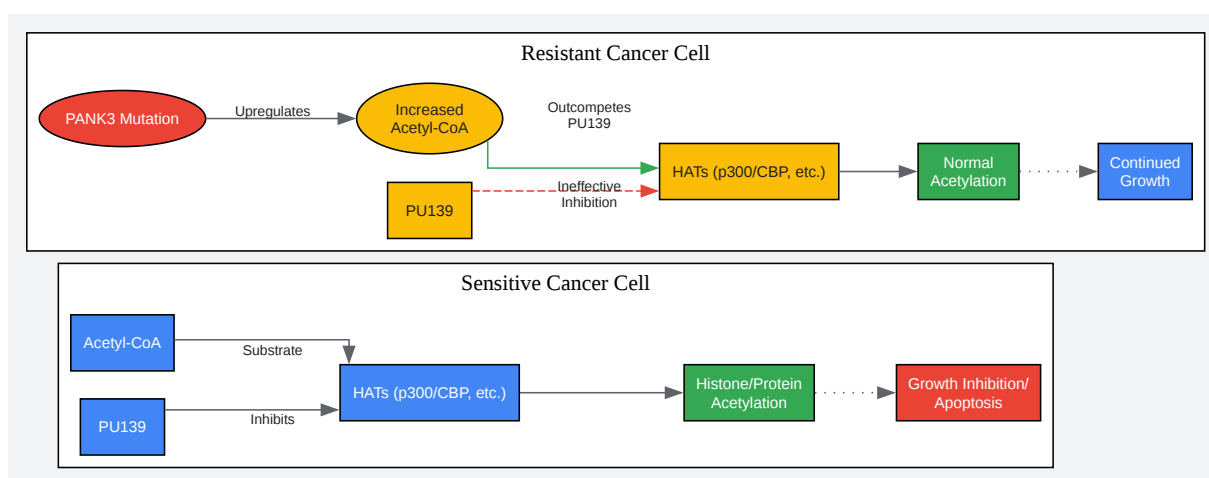 Resistant Cancer Cell
PANK3 Mutation
Upregulates
Increased
Acetyl-CoA
Outcompetes
PU139
PU139
Ineffective
Inhibition
HATs (p300/CBP, etc.)
Normal
Acetylation
Continued
Growth
Sensitive Cancer Cell
Acetyl-CoA
Substrate
PU139
Inhibits
HATs (p300/CBP, etc.)
Histone/Protein
Acetylation
Growth Inhibition/
Apoptosis